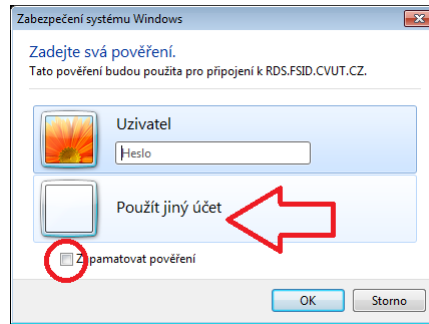 Zabezpečení systému Windows
Zadejte svá pověření.
Tato pověření budou použita pro připojení k RDS.FSID.CVUT.CZ.
Uzivatel
Heslo
Použít jiný účet
Zapamatovat pověření
OK Storno